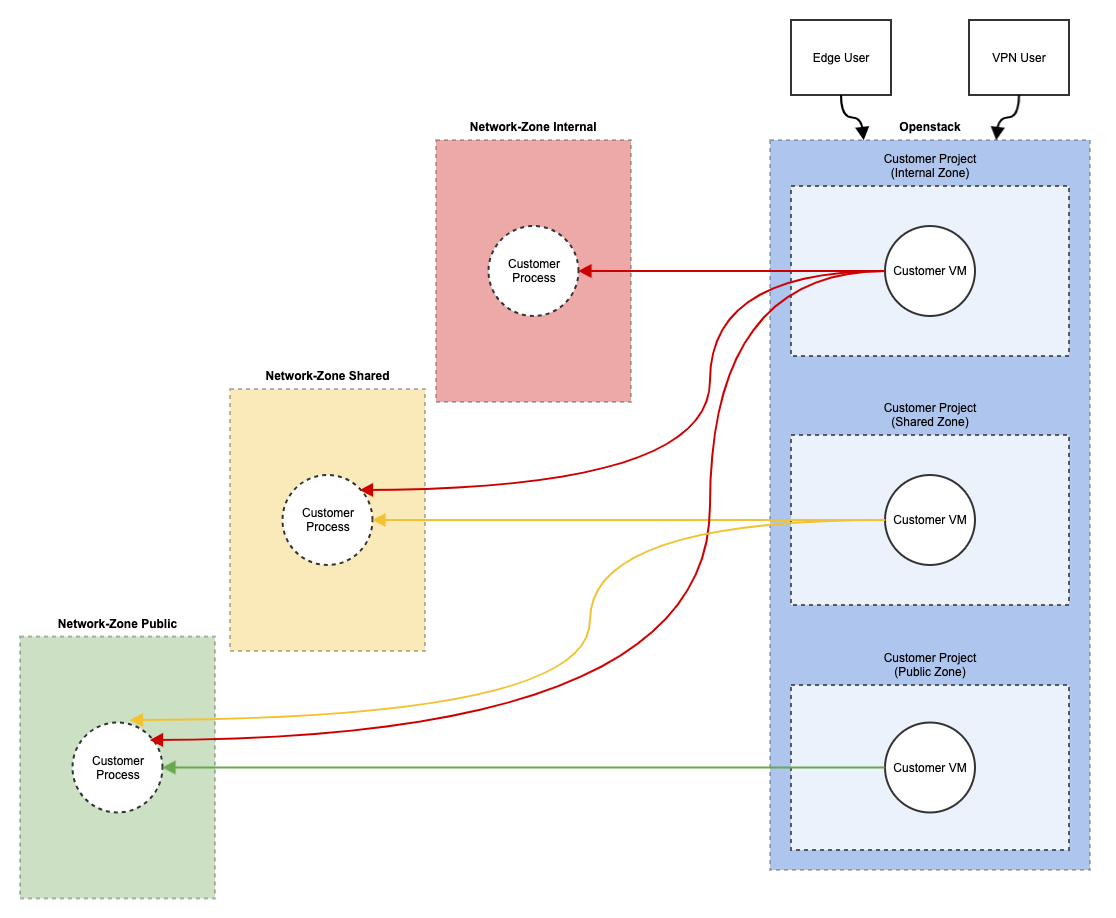 Edge User
VPN User
Network-Zone Internal
Openstack
Customer Project
(Internal Zone)
Customer
Process
Customer VM
Network-Zone Shared
Customer Project
(Shared Zone)
Customer
Process
Customer VM
Network-Zone Public
Customer Project
(Public Zone)
Customer
Process
Customer VM